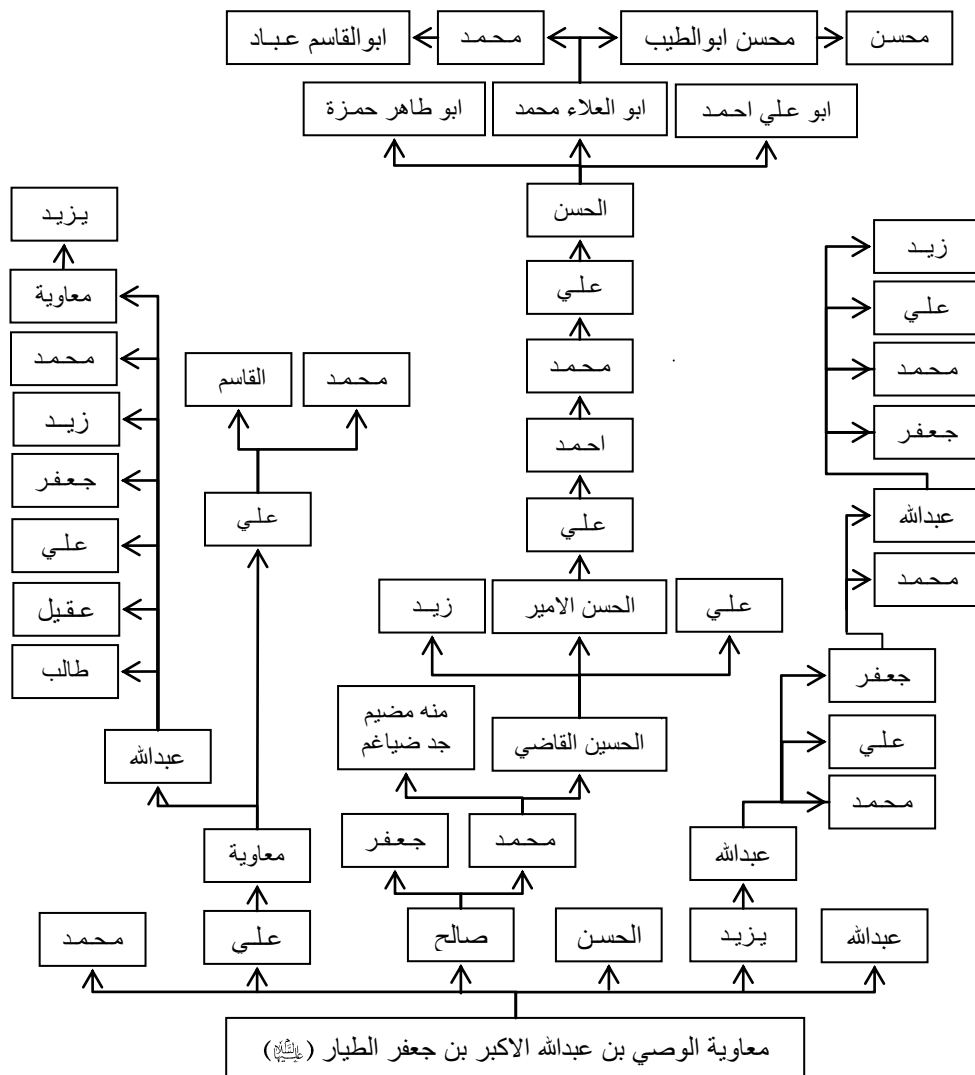 محسن
محسن ابوالطيب
محمد
ابوالقاسم عباد
ابو علي احمد
ابو العلاء محمد
ابو طاهر حمزة
الحسن
علي
محمد
احمد
علي
زيد
علي
محمد
جعفر
عبدالله
محمد
يزيد
معاوية
محمد
زيد
جعفر
علي
عقيل
طالب
محمد
القاسم
علي
علي
الحسن الامير
زيد
جعفر
علي
محمد
الحسين القاضي
منه مضيم
جد ضياغم
عبدالله
عبدالله
محمد
جعفر
معاوية
عبدالله
يزيد
الحسن
صالح
علي
محمد
معاوية الوصي بن عبدالله الاكبر بن جعفر الطيار (عليه السلام)